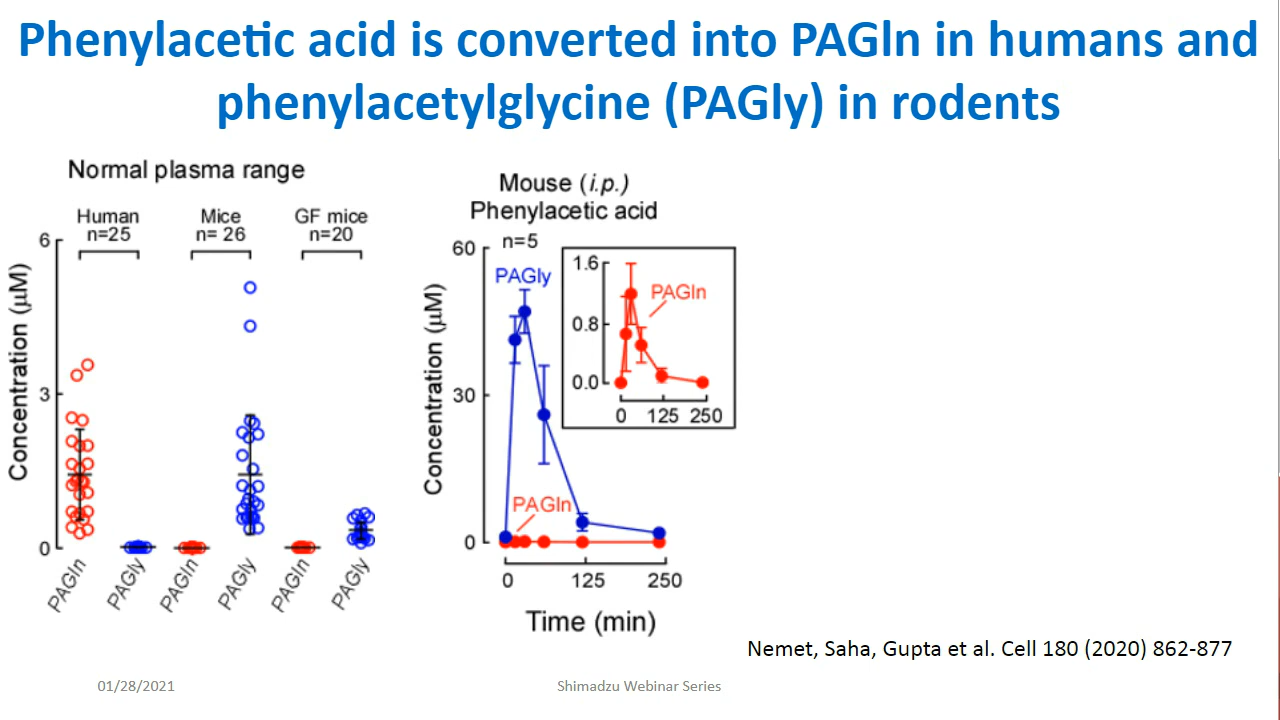 Phenylacetic acid is converted into PAGln in humans and
phenylacetylglycine (PAGly) in rodents
Normal plasma range
Human
n=25
Mice
n= 26
GF mice
n=20
6
3
0
Concentration (µM)
PAGln
PAGly
PAGln
PAGly
PAGln
PAGly
Mouse (i.p.)
Phenylacetic acid
n=5
60
30
0
Concentration (µM)
PAGly
PAGln
1.6
0.8
0.0
PAGln
0 125 250
0 125 250
Time (min)
Nemet, Saha, Gupta et al. Cell 180 (2020) 862-877
01/28/2021
Shimadzu Webinar Series